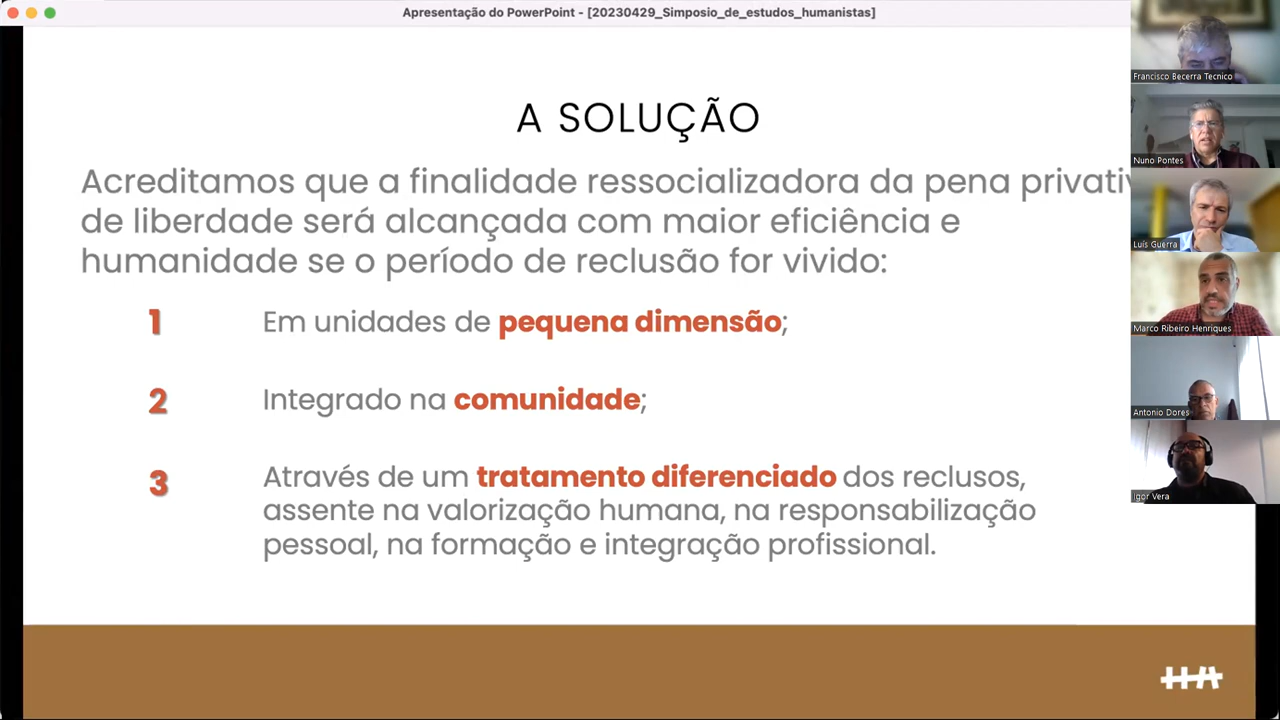 Apresentação do PowerPoint - [20230429_Simposio_de_estudos_humanistas]
A SOLUÇÃO
Acreditamos que a finalidade ressocializadora da pena privativ
de liberdade será alcançada com maior eficiência e
humanidade se o período de reclusão for vivido:
1 Em unidades de pequena dimensão;
2 Integrado na comunidade;
3 Através de um tratamento diferenciado dos reclusos,
assente na valorização humana, na responsabilização
pessoal, na formação e integração profissional.
Francisco Becerra Tecnico
Nuno Pontes
Luís Guerra
Marco Ribeiro Henriques
Antonio Dores
Igor Vera